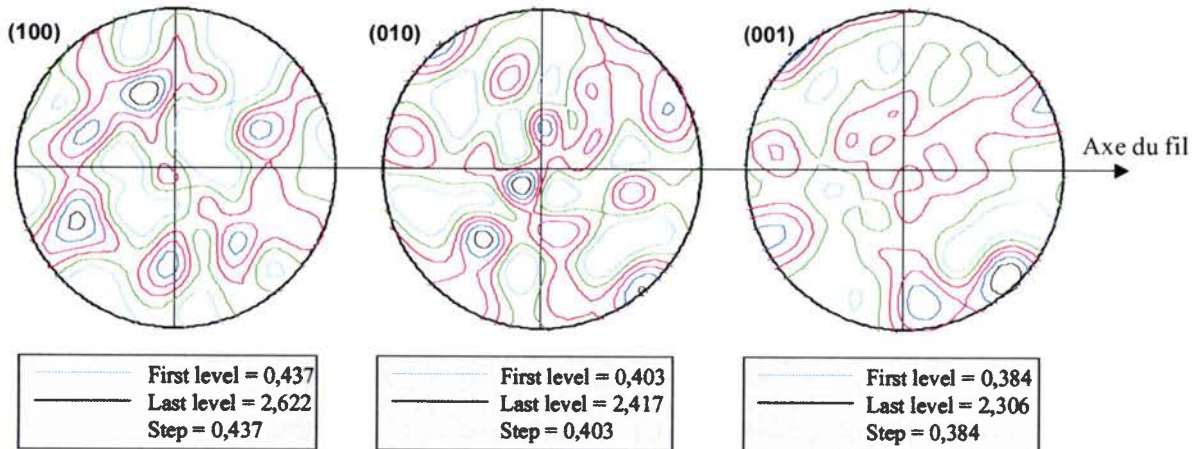 (100)
(010)
(001)
Axe du fil
First level = 0,437
Last level = 2,622
Step = 0,437
First level = 0,403
Last level = 2,417
Step = 0,403
First level = 0,384
Last level = 2,306
Step = 0,384